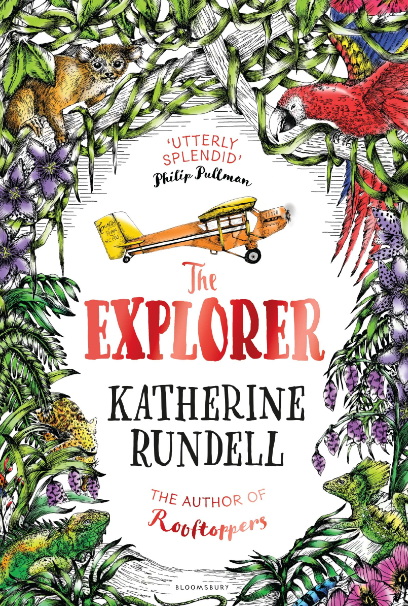 'UTTERLY
SPLENDID'
Philip Pullman
The
EXPLORER
KATHERINE
RUNDELL
THE AUTHOR OF
Rooftoppers
BLOOMSBURY